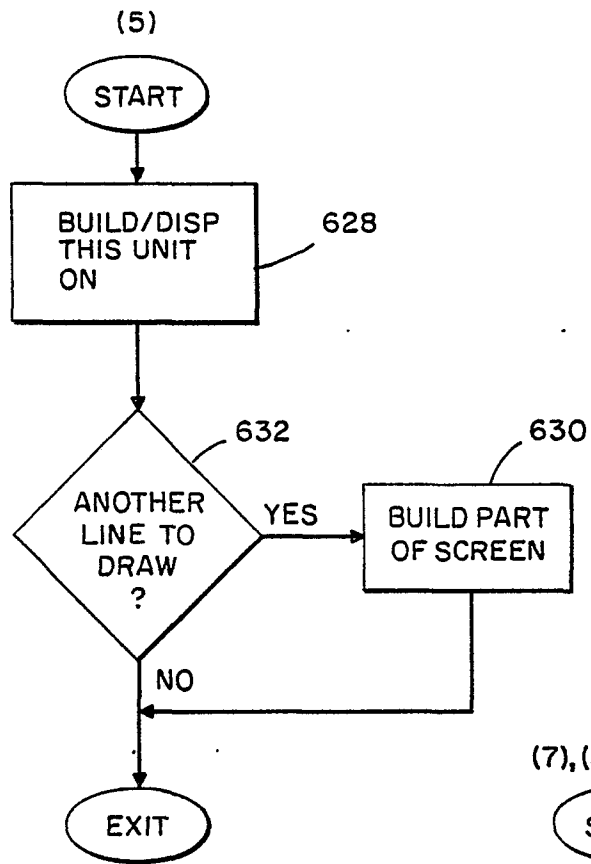 (5)
START
BUILD/DISP
THIS UNIT
ON
628
632
ANOTHER
LINE TO
DRAW
?
YES
630
BUILD PART
OF SCREEN
NO
EXIT
(7),(
S